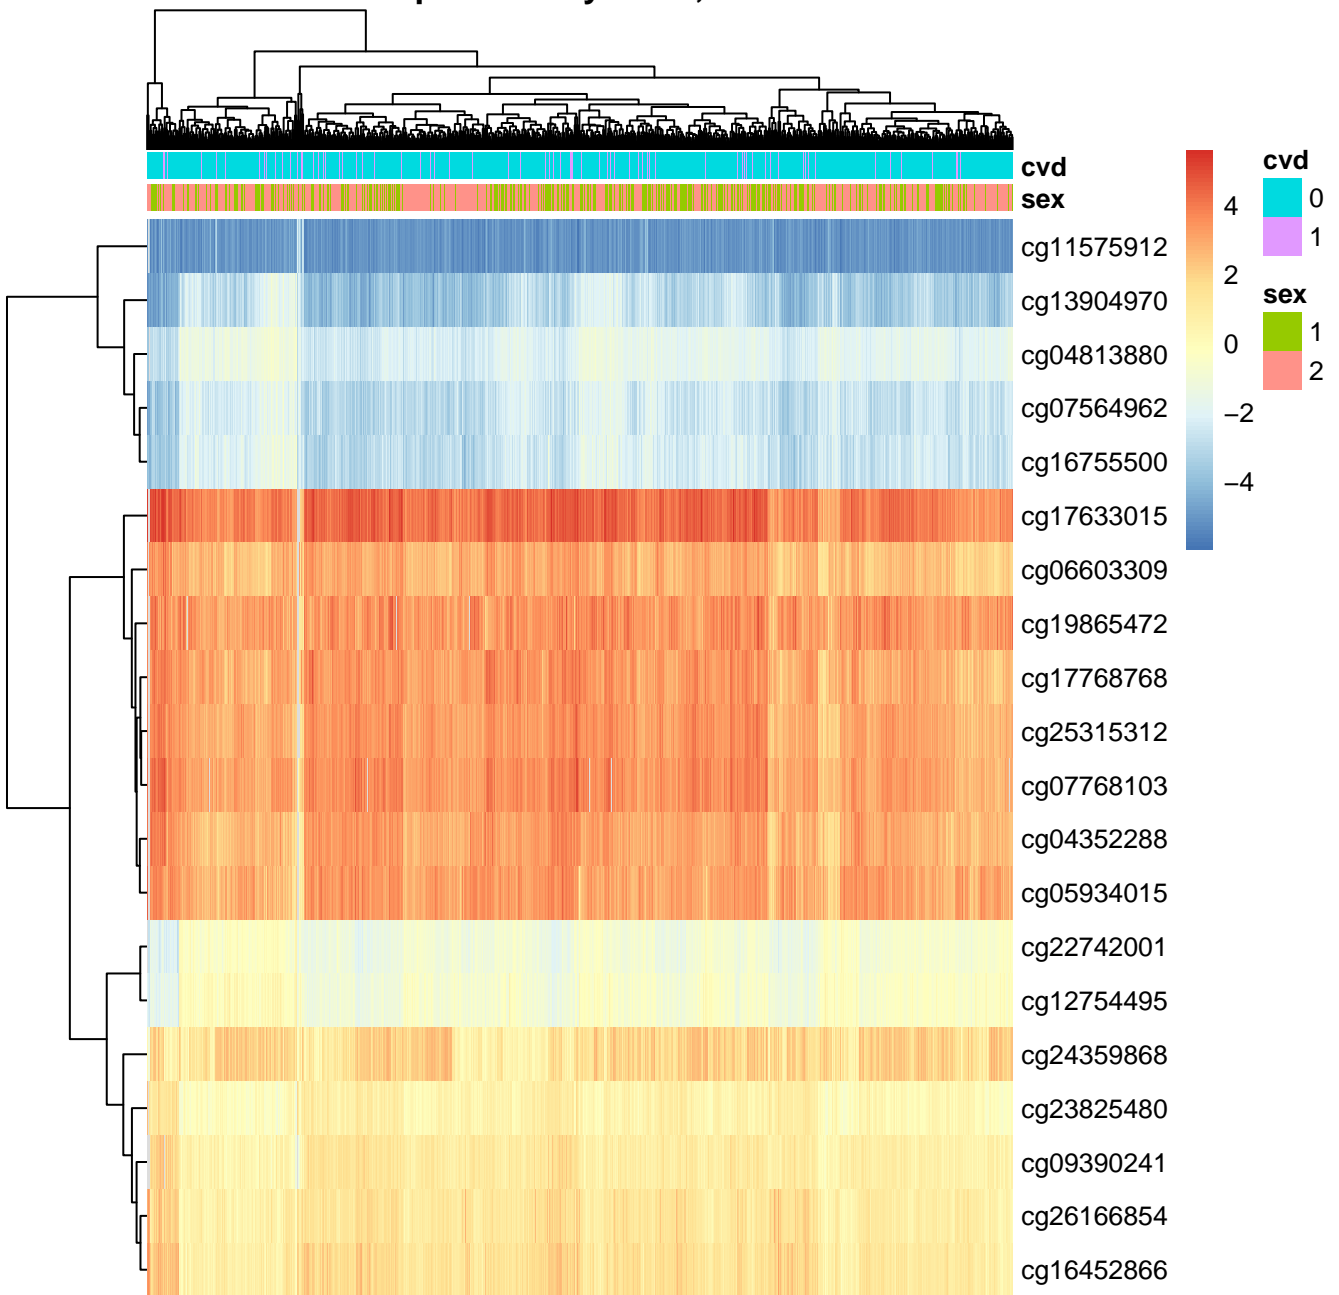 cvd
sex
cg11575912
cg13904970
cg04813880
cg07564962
cg16755500
cg17633015
cg06603309
cg19865472
cg17768768
cg25315312
cg07768103
cg04352288
cg05934015
cg22742001
cg12754495
cg24359868
cg23825480
cg09390241
cg26166854
cg16452866
4
2
0
−2
−4
cvd
0
1
sex
1
2